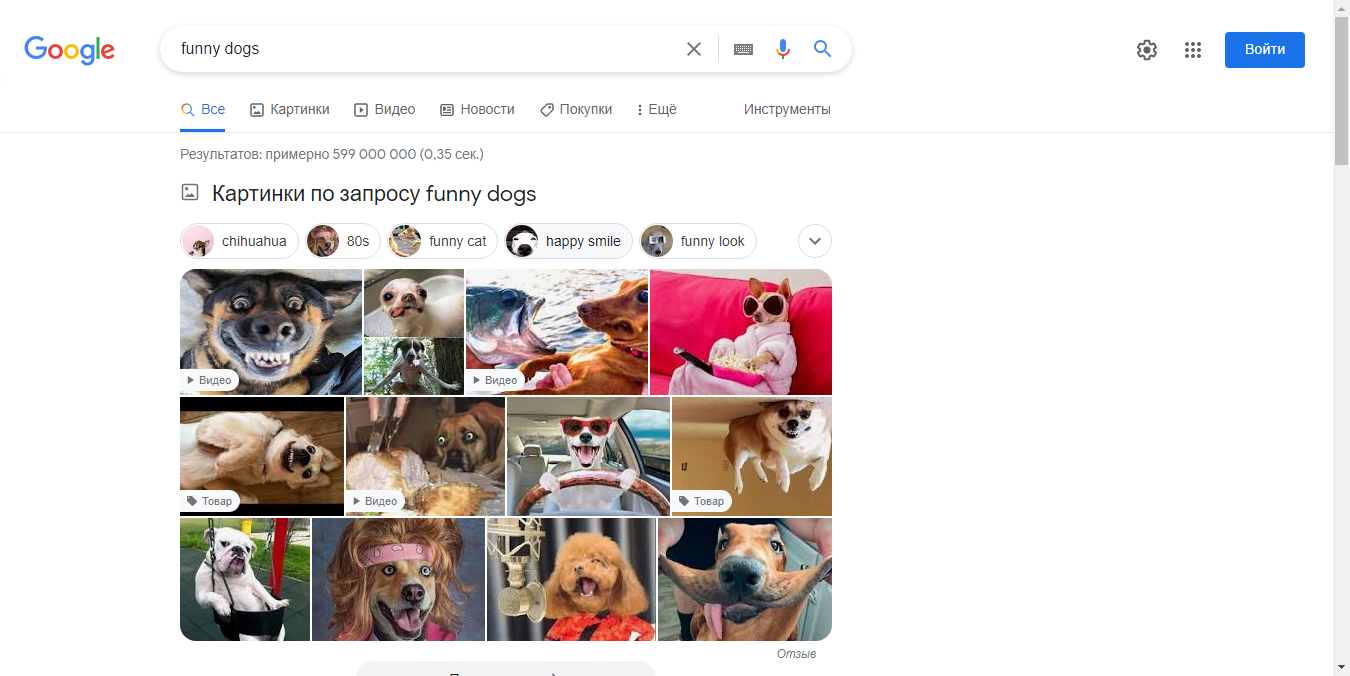 Google
funny dogs
Войти
Все
Картинки
Видео
Новости
Покупки
Ещё
Инструменты
Результатов: примерно 599 000 000 (0,35 сек.)
Картинки по запросу funny dogs
chihuahua
80s
funny cat
happy smile
funny look
Видео
Видео
Товар
Видео
Товар
Отзыв